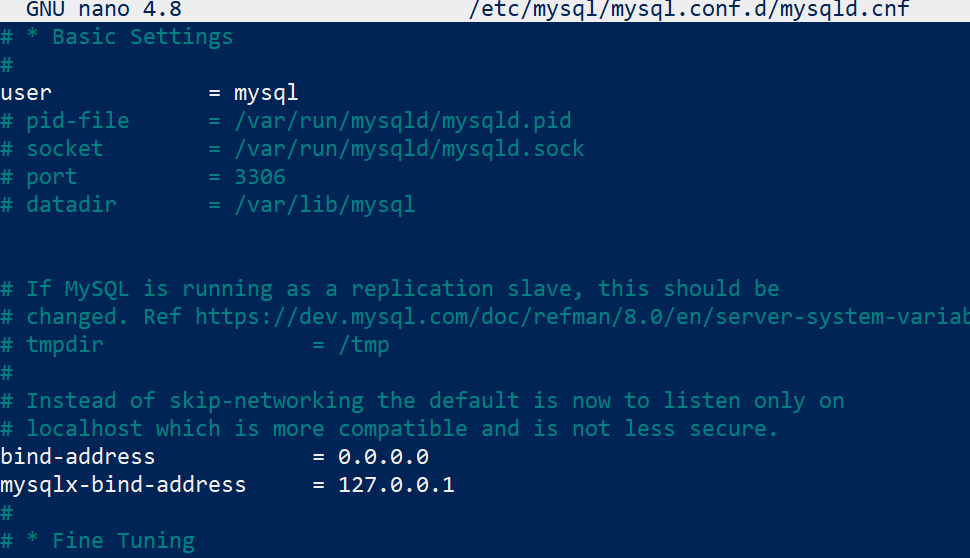 GNU nano 4.8 /etc/mysql/mysql.conf.d/mysqld.cnf
# * Basic Settings
#
user = mysql
# pid-file = /var/run/mysqld/mysqld.pid
# socket = /var/run/mysqld/mysqld.sock
# port = 3306
# datadir = /var/lib/mysql
# If MySQL is running as a replication slave, this should be
# changed. Ref https://dev.mysql.com/doc/refman/8.0/en/server-system-variab
# tmpdir = /tmp
#
# Instead of skip-networking the default is now to listen only on
# localhost which is more compatible and is not less secure.
bind-address = 0.0.0.0
mysqlx-bind-address = 127.0.0.1
#
# * Fine Tuning